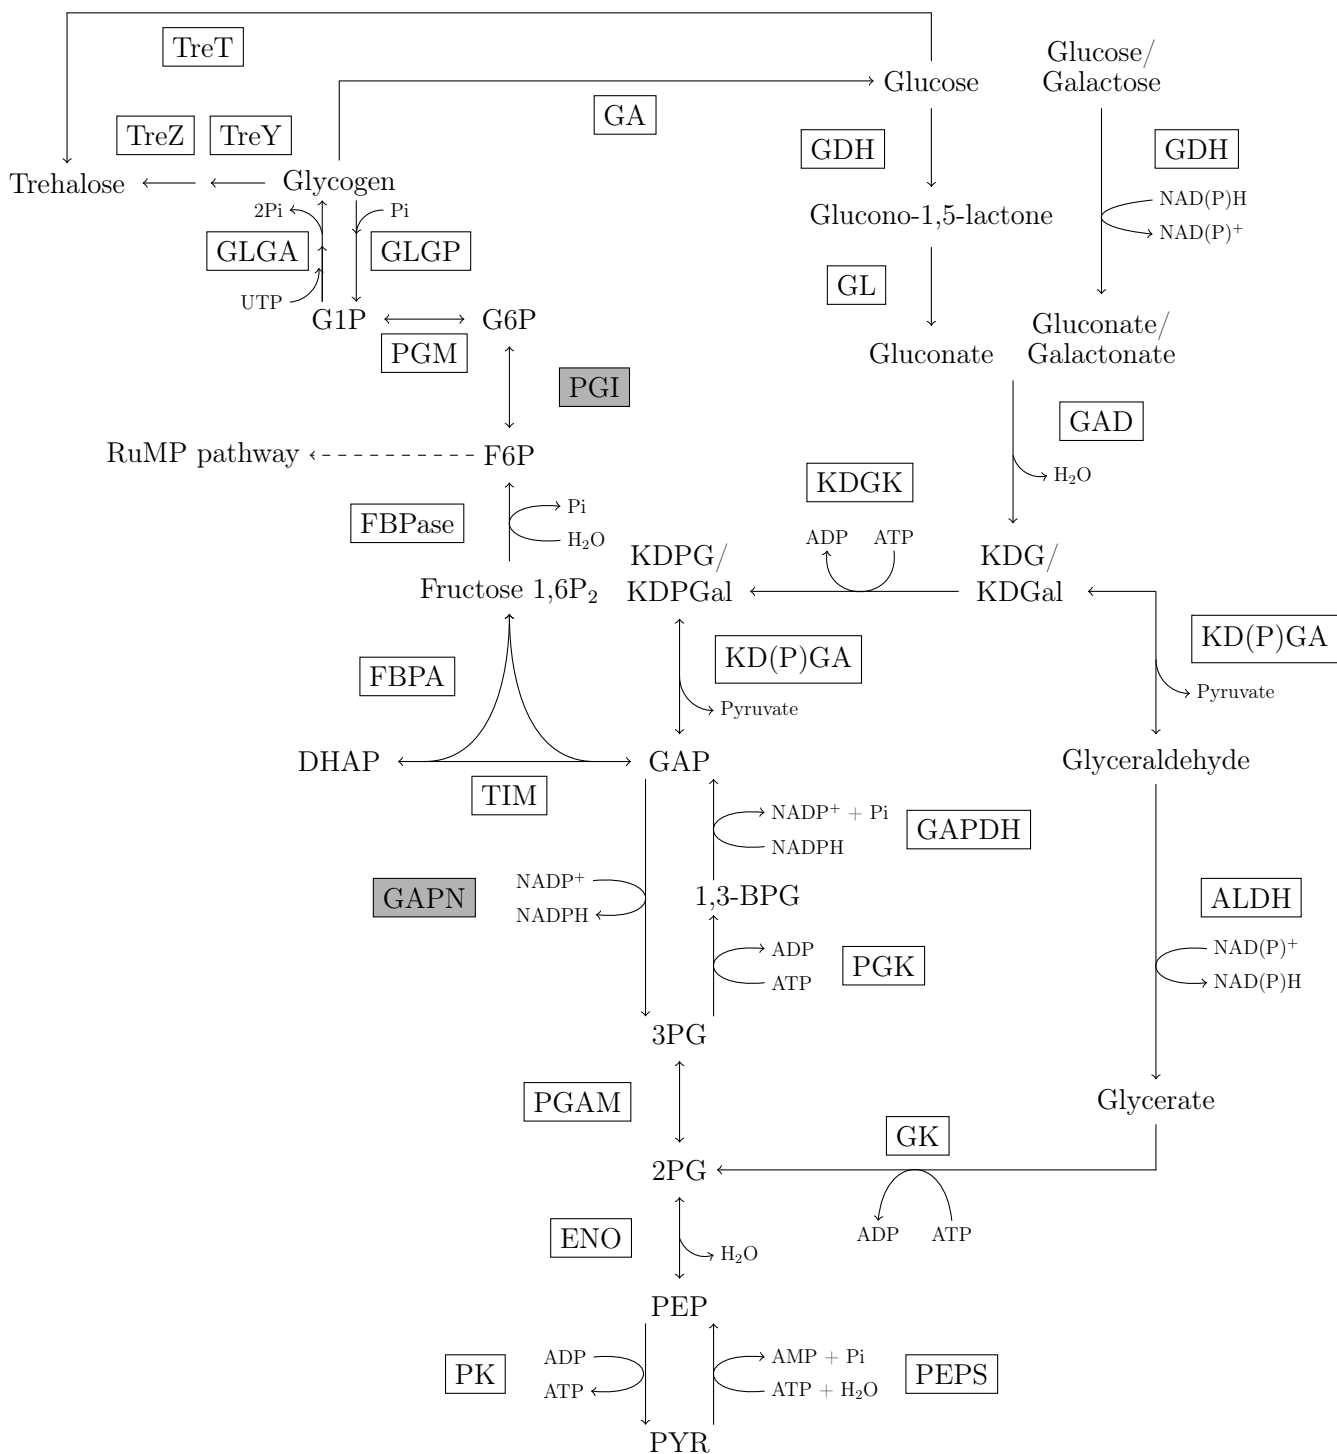 TreT
Glucose/
Galactose
Glucose
GA
TreZ
TreY
GDH
GDH
Trehalose
Glycogen
NAD(P)H
NAD(P)⁺
2Pi
Pi
Glucono-1,5-lactone
GLGA
GLGP
UTP
GL
G1P
G6P
PGM
Gluconate
Gluconate/
Galactonate
PGI
GAD
RuMP pathway
F6P
H₂O
KDGK
FBPase
Pi
H₂O
ADP
ATP
KDPG/
KDPGal
KDG/
KDGal
Fructose 1,6P₂
KD(P)GA
KD(P)GA
FBPA
Pyruvate
Pyruvate
DHAP
GAP
Glyceraldehyde
TIM
NADP⁺ + Pi
NADPH
GAPDH
GAPN
NADP⁺
NADPH
1,3-BPG
ALDH
ADP
ATP
PGK
NAD(P)⁺
NAD(P)H
3PG
PGAM
Glycerate
GK
2PG
ADP
ATP
ENO
H₂O
PEP
PK
ADP
ATP
AMP + Pi
ATP + H₂O
PEPS
PYR